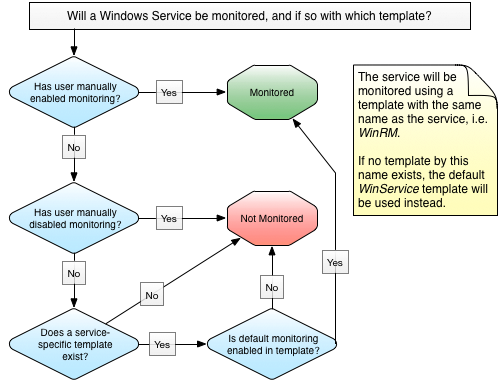 Will a Windows Service be monitored, and if so with which template?
Has user manually
enabled monitoring?
Yes
Monitored
The service will be
monitored using a
template with the same
name as the service, i.e.
WinRM.
If no template by this
name exists, the default
WinService template will
be used instead.
No
Has user manually
disabled monitoring?
Yes
Not Monitored
No
No
No
Yes
Does a service-
specific template
exist?
Yes
Is default monitoring
enabled in template?